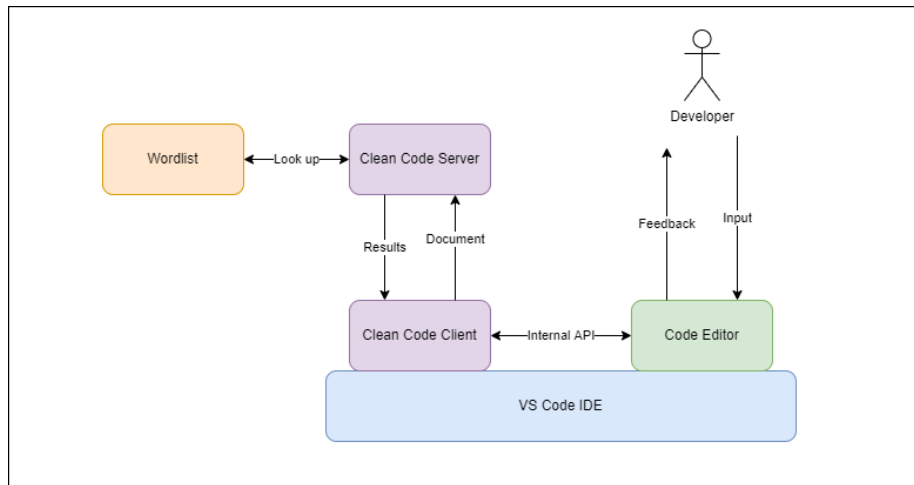 Developer
Wordlist
Look up
Clean Code Server
Feedback
Input
Results
Document
Clean Code Client
Internal API
Code Editor
VS Code IDE